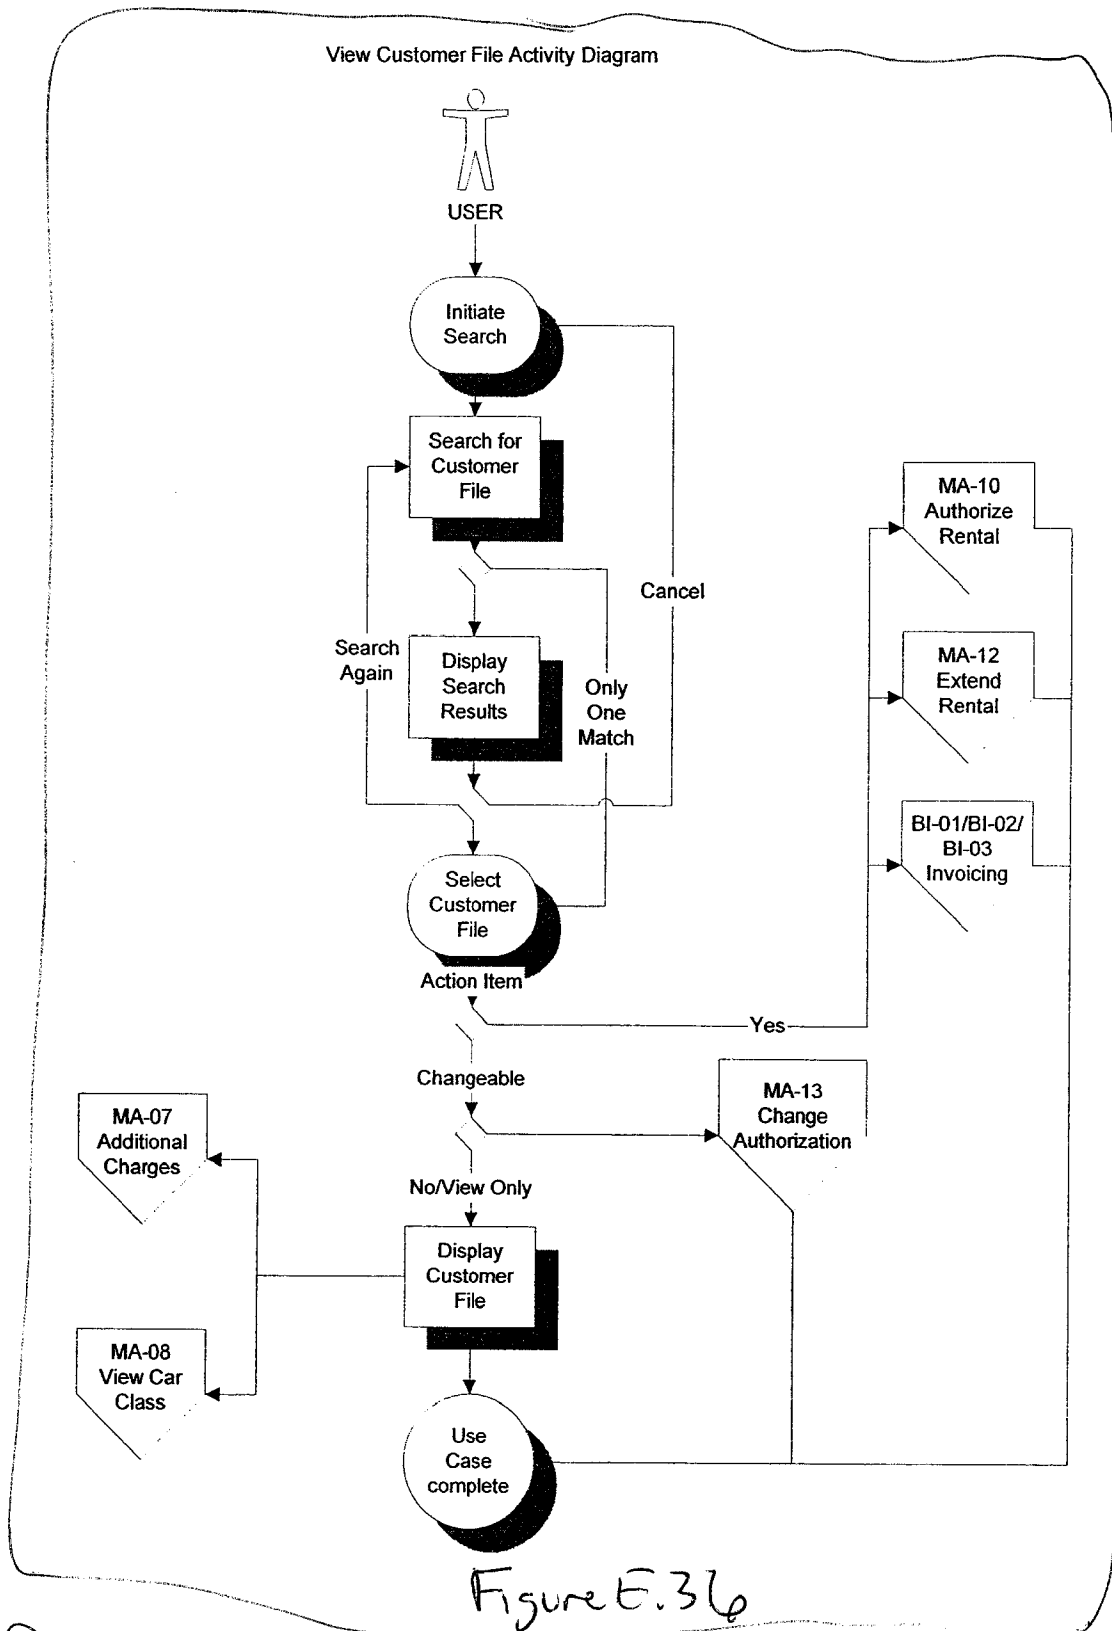 View Customer File Activity Diagram
USER
Initiate
Search
Search for
Customer
File
Cancel
Search
Again
Display
Search
Results
Only
One
Match
Select
Customer
File
Action Item
Yes
MA-10
Authorize
Rental
MA-12
Extend
Rental
BI-01/BI-02/
BI-03
Invoicing
Changeable
MA-13
Change
Authorization
No/View Only
MA-07
Additional
Charges
Display
Customer
File
MA-08
View Car
Class
Use
Case
complete
Figure E.36